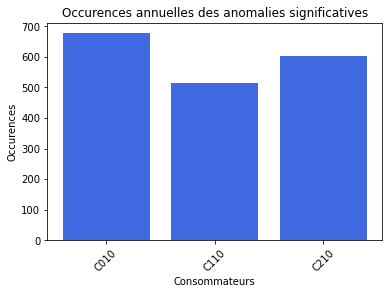 Occurences annuelles des anomalies significatives
700
600
500
400
300
200
100
0
Occurences
C010
C110
C210
Consommateurs